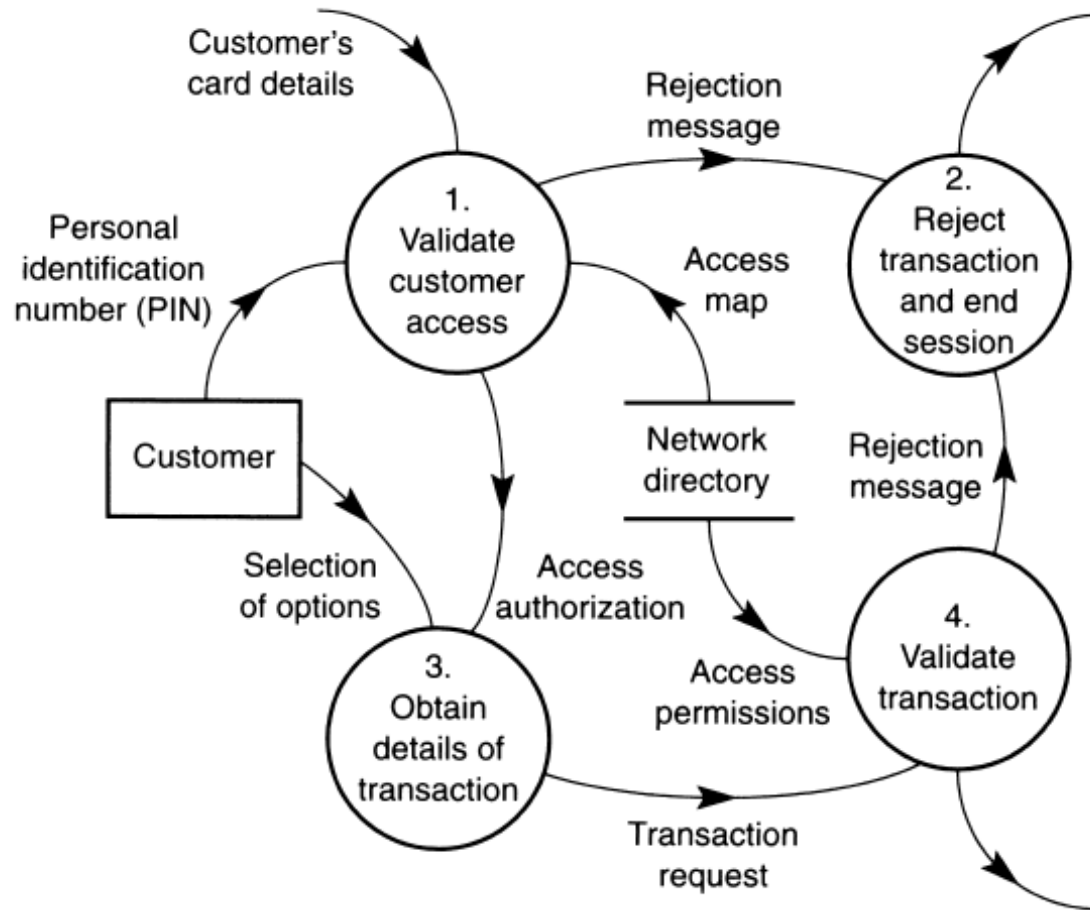 Customer's
card details
Rejection
message
1.
Validate
customer
access
2.
Reject
transaction
and end
session
Personal
identification
number (PIN)
Access
map
Customer
Network
directory
Rejection
message
Selection
of options
Access
authorization
3.
Obtain
details of
transaction
4.
Validate
transaction
Access
permissions
Transaction
request